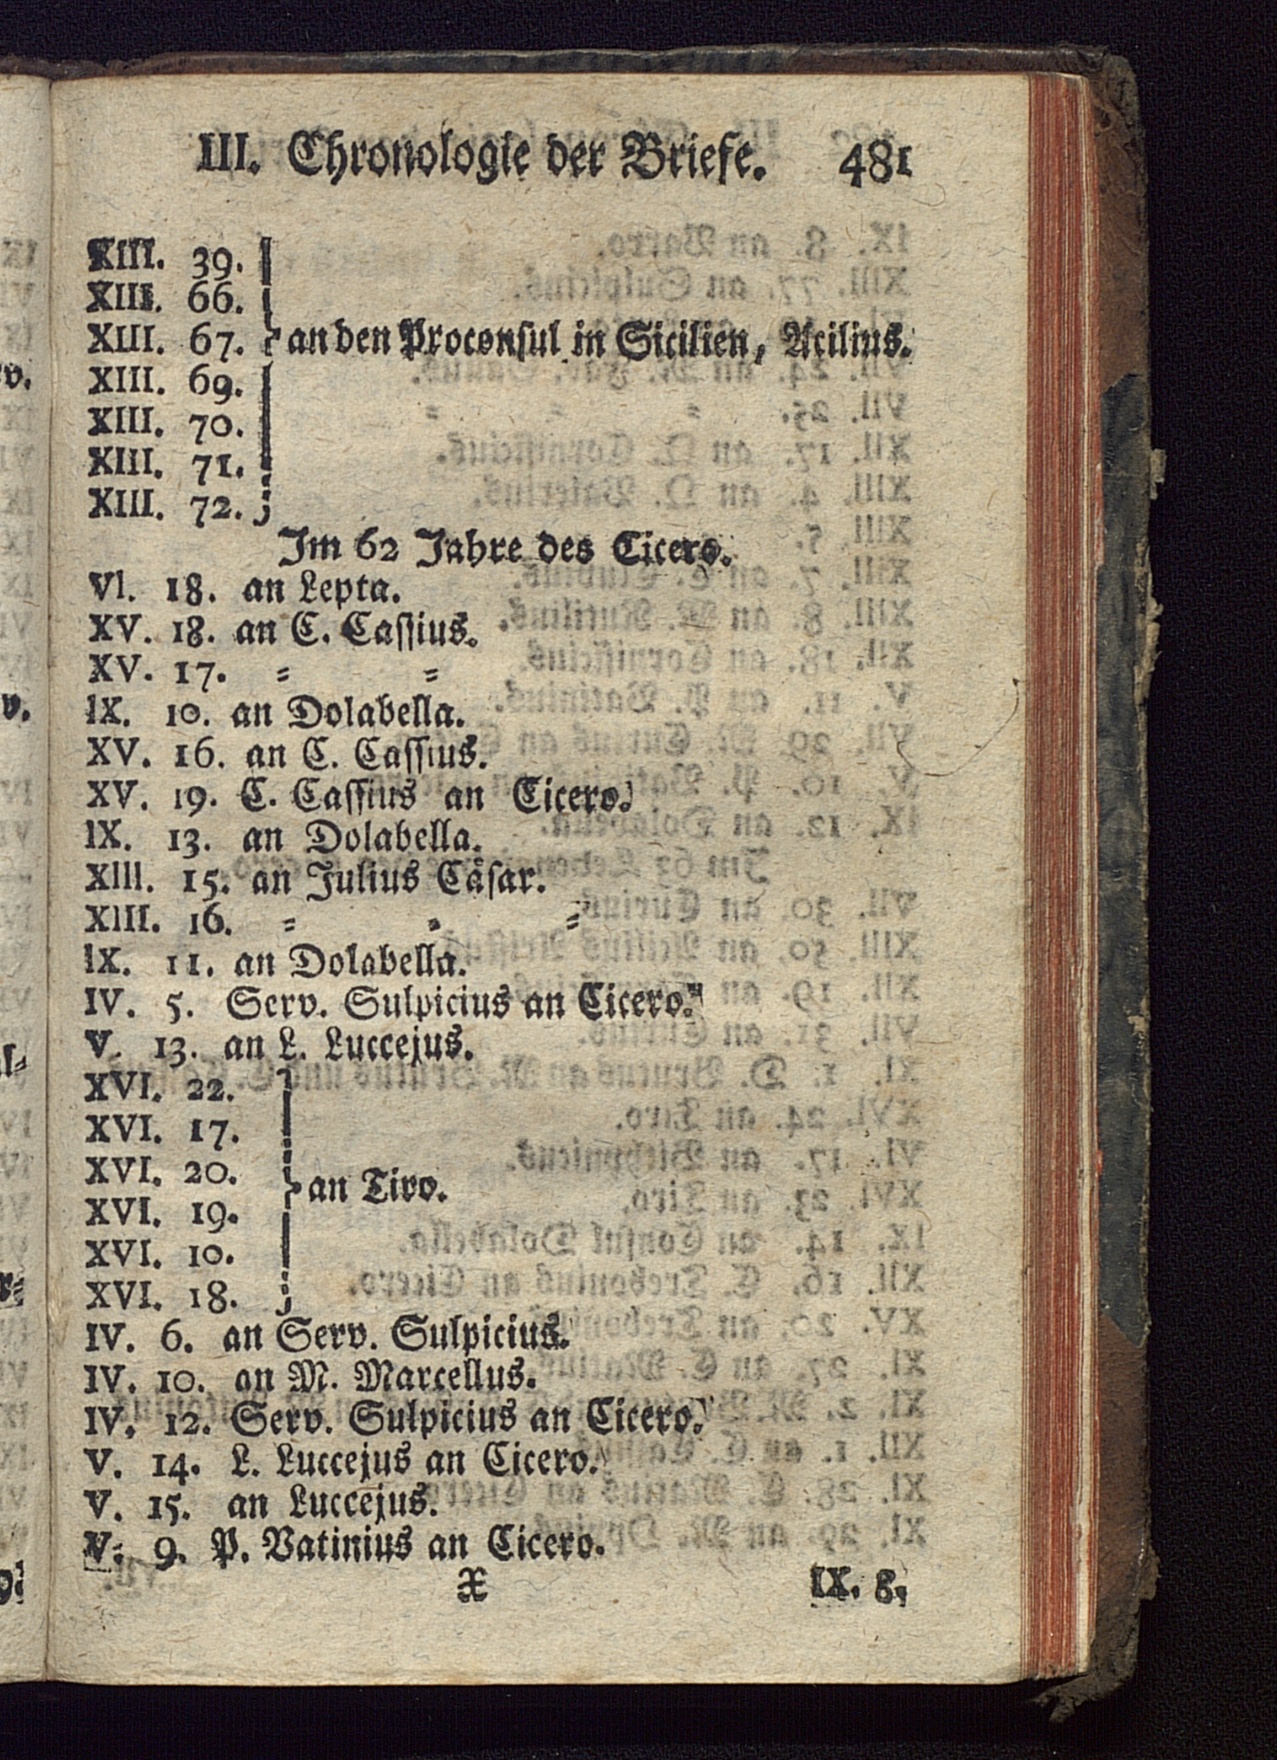 III. Chronologie der Briefe. 481
XIII. 39.
XIII. 66.
XIII. 67. an den Proconsul in Sicilien, Acilius.
XIII. 69.
XIII. 70.
XIII. 71.
XIII. 72.
Im 62 Jahre des Cicero.
VI. 18. an Lepta.
XV. 18. an C. Cassius.
XV. 17. = =
IX. 10. an Dolabella.
XV. 16. an C. Cassius.
XV. 19. C. Cassius an Cicero.
IX. 13. an Dolabella.
XIII. 15. an Julius Cäsar.
XIII. 16. = = =
IX. 11. an Dolabella.
IV. 5. Serv. Sulpicius an Cicero.
V. 13. an L. Luccejus.
XVI. 22.
XVI. 17.
XVI. 20.
an Tiro.
XVI. 19.
XVI. 10.
XVI. 18.
IV. 6. an Serv. Sulpicius.
IV. 10. an M. Marcellus.
IV. 12. Serv. Sulpicius an Cicero.
V. 14. L. Luccejus an Cicero.
V. 15. an Luccejus.
V. 9. P. Vatinius an Cicero.
X IX. 8.